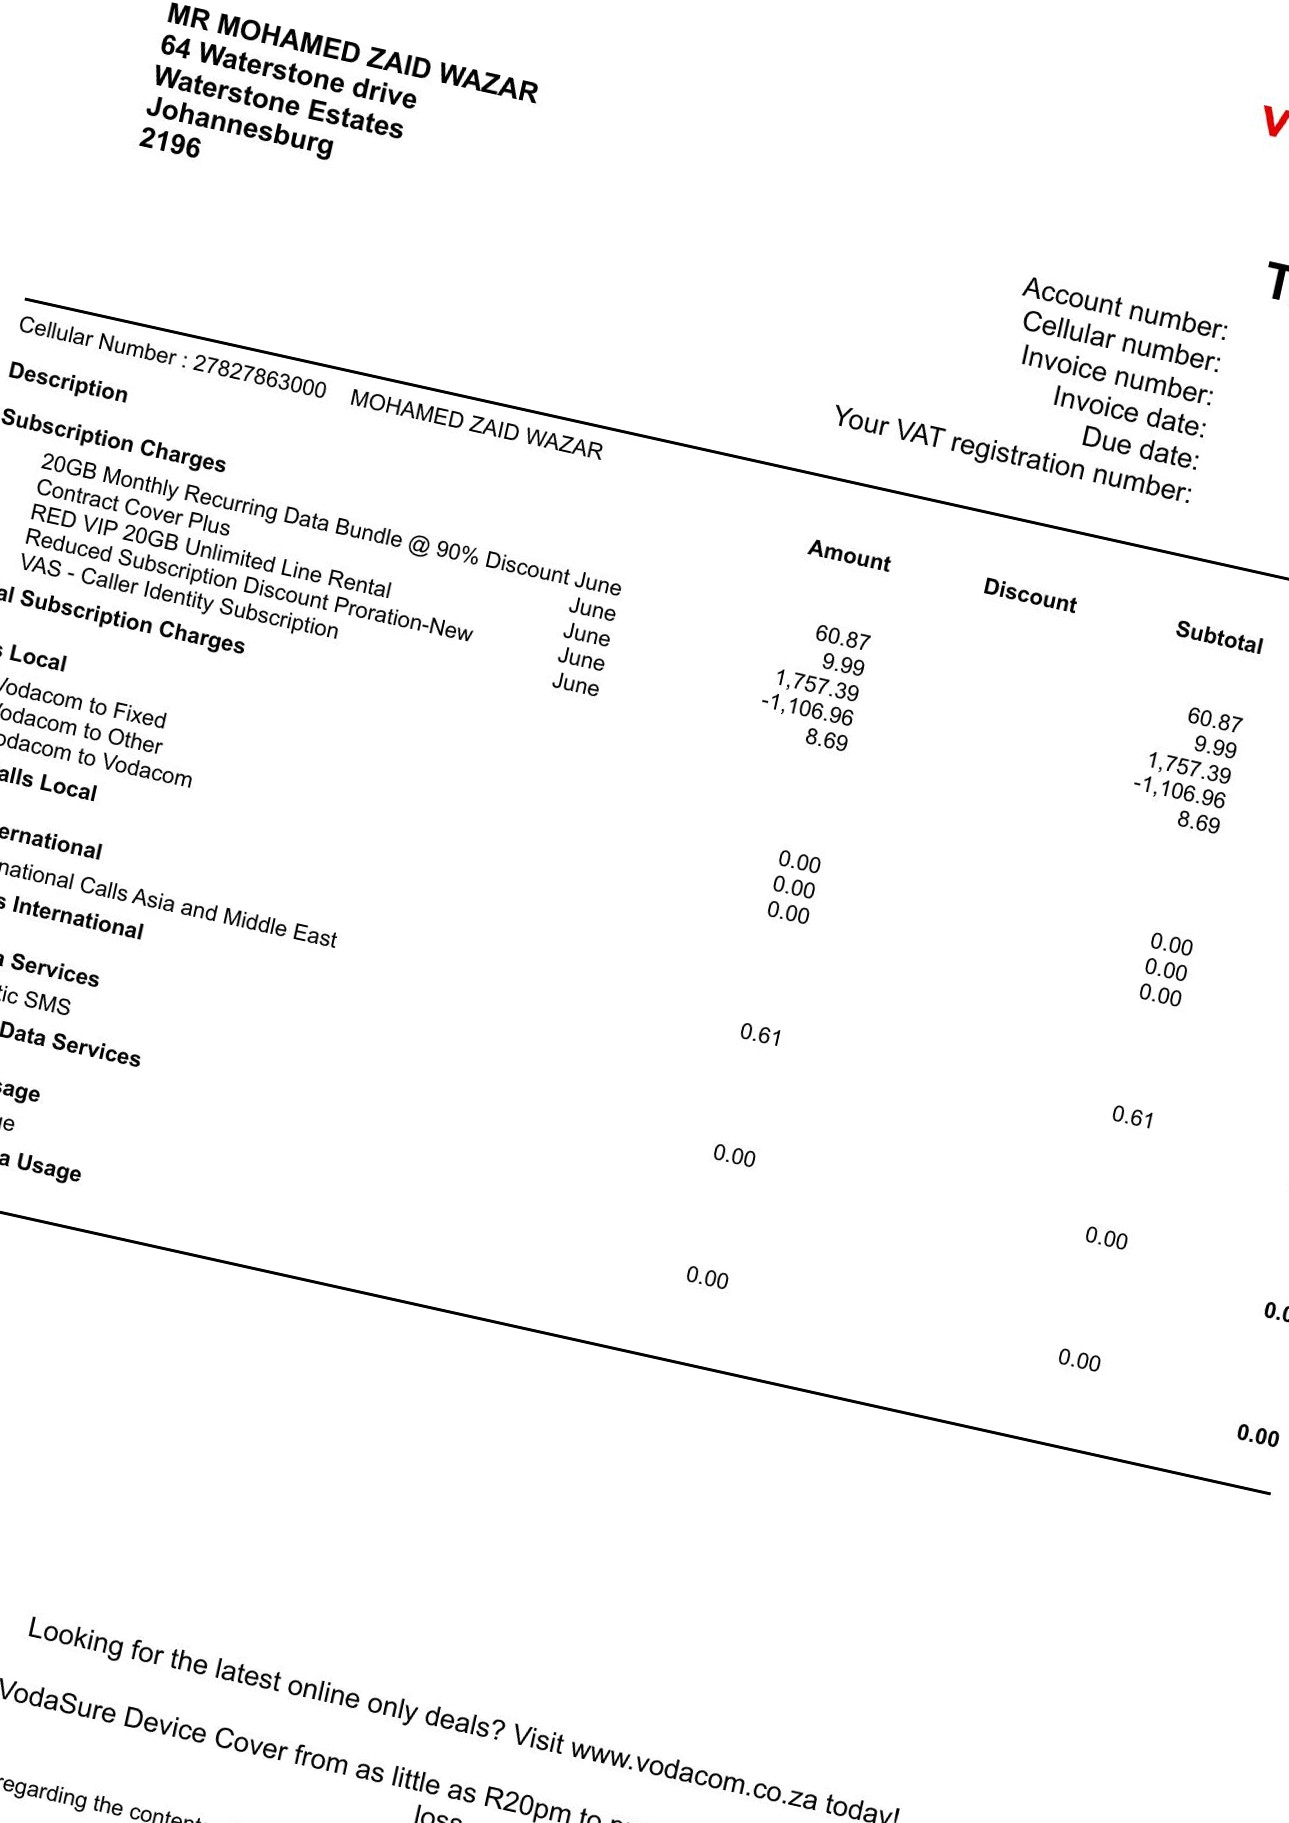 MR MOHAMED ZAID WAZAR
64 Waterstone drive
Waterstone Estates
Johannesburg
2196
Account number:
Cellular number:
Invoice number:
Invoice date:
Due date:
Your VAT registration number:
Cellular Number : 27827863000 MOHAMED ZAID WAZAR
Description Amount Discount Subtotal
Subscription Charges
20GB Monthly Recurring Data Bundle @ 90% Discount June 60.87 60.87
Contract Cover Plus June 9.99 9.99
RED VIP 20GB Unlimited Line Rental June 1,757.39 1,757.39
Reduced Subscription Discount Proration-New June -1,106.96 -1,106.96
VAS - Caller Identity Subscription June 8.69 8.69
al Subscription Charges
s Local
Vodacom to Fixed 0.00 0.00
Vodacom to Other 0.00 0.00
odacom to Vodacom 0.00 0.00
alls Local
ernational
national Calls Asia and Middle East 0.61 0.61
s International
a Services
tic SMS 0.00 0.00
Data Services 0.0
sage
ge 0.00 0.00
a Usage 0.00
Looking for the latest online only deals? Visit www.vodacom.co.za today!
VodaSure Device Cover from as little as R20pm to
loss
regarding the contents